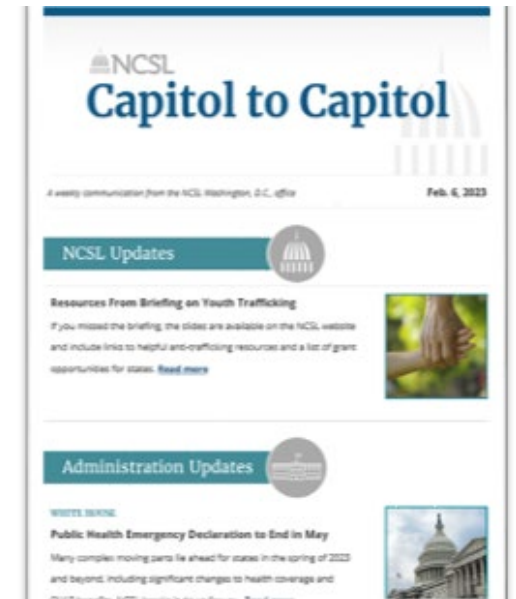 NCSL
Capitol to Capitol
A weekly communication from the NCSL Washington, D.C., office
Feb. 6, 2023
NCSL Updates
Resources From Briefing on Youth Trafficking
If you missed the briefing, the slides are available on the NCSL website
and include links to helpful anti-trafficking resources and a list of grant
opportunities for states. Read more
Administration Updates
WHITE HOUSE
Public Health Emergency Declaration to End in May
Many complex moving parts lie ahead for states in the spring of 2023
and beyond, including significant changes to health coverage and